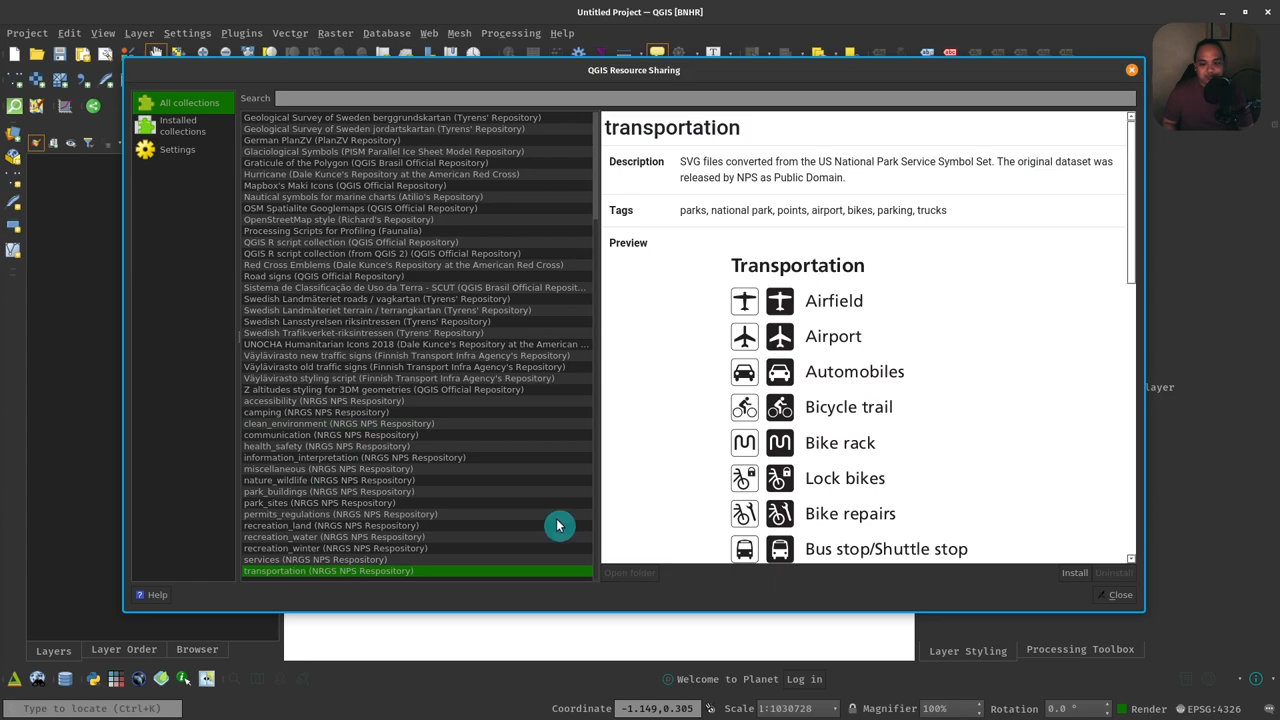 Untitled Project — QGIS [BNHR]
Project Edit View Layer Settings Plugins Vector Raster Database Web Mesh Processing Help
QGIS Resource Sharing
All collections
Installed
collections
Settings
Search
Geological Survey of Sweden berggrundskartan (Tyrens' Repository)
Geological Survey of Sweden jordartskartan (Tyrens' Repository)
German PlanZV (PlanZV Repository)
Glaciological Symbols (PISM Parallel Ice Sheet Model Repository)
Graticule of the Polygon (QGIS Brasil Official Repository)
Hurricane (Dale Kunce's Repository at the American Red Cross)
Mapbox's Maki Icons (QGIS Official Repository)
Nautical symbols for marine charts (Atilio's Repository)
OSM Spatialite Googlemaps (QGIS Official Repository)
OpenStreetMap style (Richard's Repository)
Processing Scripts for Profiling (Faunalia)
QGIS R script collection (QGIS Official Repository)
QGIS R script collection (from QGIS 2) (QGIS Official Repository)
Red Cross Emblems (Dale Kunce's Repository at the American Red Cross)
Road signs (QGIS Official Repository)
Sistema de Classificação de Uso da Terra - SCUT (QGIS Brasil Official Reposit...
Swedish Landmäteriet roads / vagkartan (Tyrens' Repository)
Swedish Landmäteriet terrain / terrangkartan (Tyrens' Repository)
Swedish Lansstyrelsen riksintressen (Tyrens' Repository)
Swedish Trafikverket-riksintressen (Tyrens' Repository)
UNOCHA Humanitarian Icons 2018 (Dale Kunce's Repository at the American ...
Väylävirasto new traffic signs (Finnish Transport Infra Agency's Repository)
Väylävirasto old traffic signs (Finnish Transport Infra Agency's Repository)
Väylävirasto styling script (Finnish Transport Infra Agency's Repository)
Z altitudes styling for 3DM geometries (QGIS Official Repository)
accessibility (NRGS NPS Respository)
camping (NRGS NPS Respository)
clean_environment (NRGS NPS Respository)
communication (NRGS NPS Respository)
health_safety (NRGS NPS Respository)
information_interpretation (NRGS NPS Respository)
miscellaneous (NRGS NPS Respository)
nature_wildlife (NRGS NPS Respository)
park_buildings (NRGS NPS Respository)
park_sites (NRGS NPS Respository)
permits_regulations (NRGS NPS Respository)
recreation_land (NRGS NPS Respository)
recreation_water (NRGS NPS Respository)
recreation_winter (NRGS NPS Respository)
services (NRGS NPS Respository)
transportation (NRGS NPS Respository)
transportation
Description SVG files converted from the US National Park Service Symbol Set. The original dataset was
released by NPS as Public Domain.
Tags parks, national park, points, airport, bikes, parking, trucks
Preview
Transportation
Airfield
Airport
Automobiles
Bicycle trail
Bike rack
Lock bikes
Bike repairs
Bus stop/Shuttle stop
Open folder Install Uninstall
Help Close
ayer
Layers Layer Order Browser Layer Styling Processing Toolbox
Welcome to Planet Log in
Type to locate (Ctrl+K) Coordinate -1.149,0.305 Scale 1:1030728 Magnifier 100% Rotation 0.0 ° Render EPSG:4326